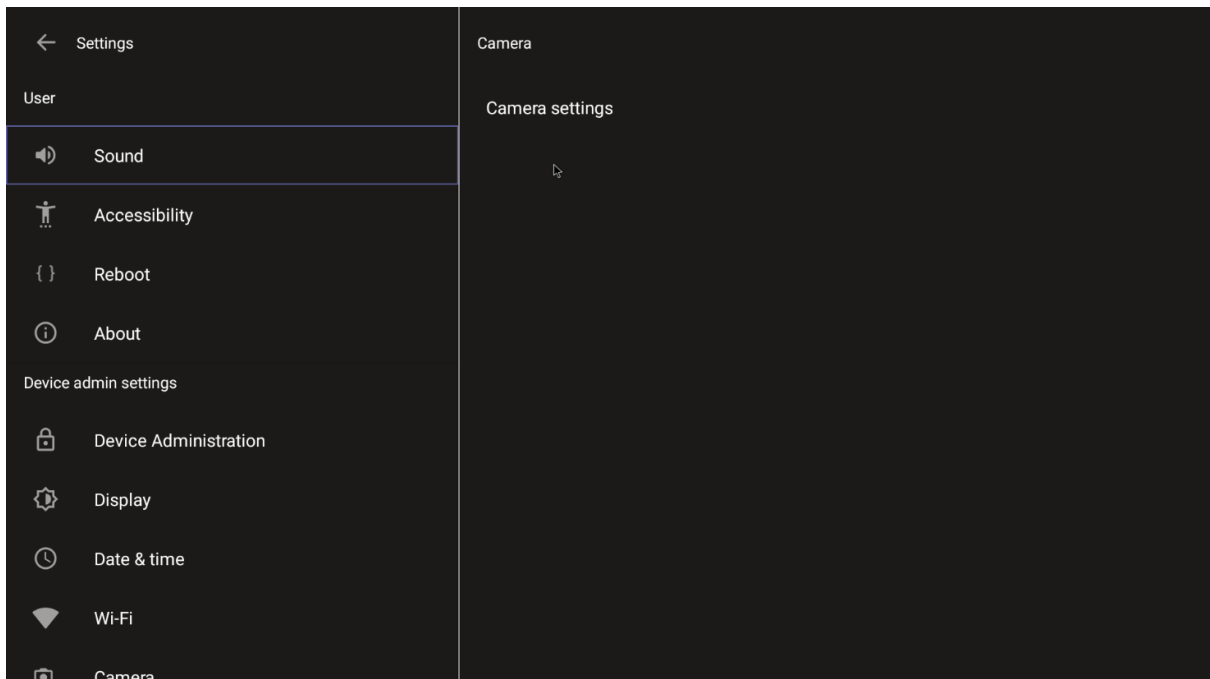 Settings
User
Sound
Accessibility
Reboot
About
Device admin settings
Device Administration
Display
Date & time
Wi-Fi
Camera
Camera
Camera settings